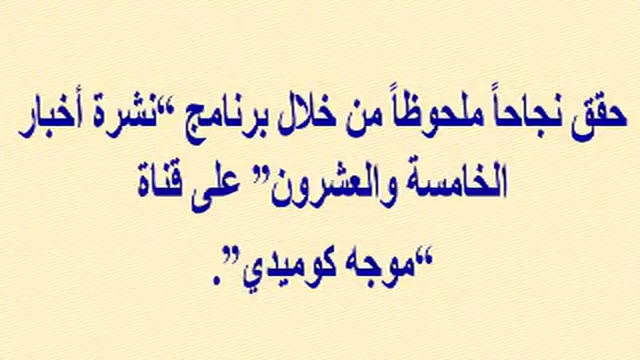 حقق نجاحاً ملحوظاً من خلال برنامج “نشرة أخبار
الخامسة والعشرون” على قناة
“موجه كوميدي”.